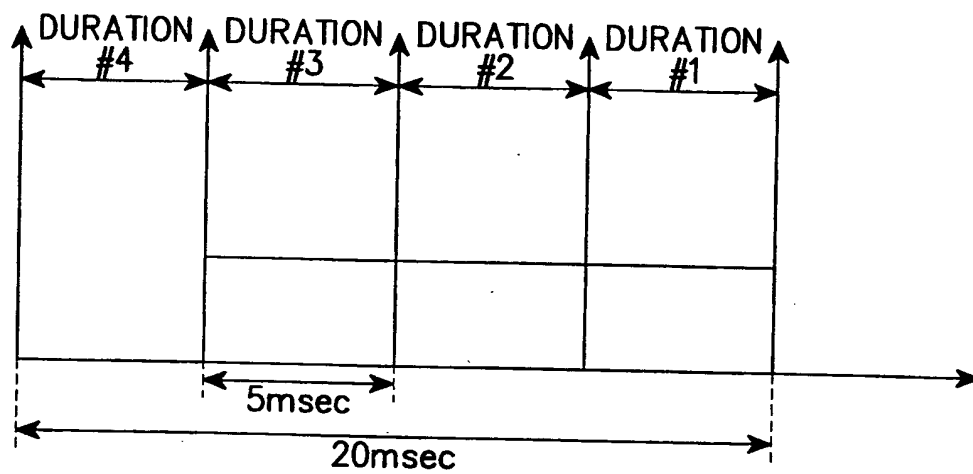 DURATION DURATION DURATION DURATION
#4 #3 #2 #1
5msec
20msec